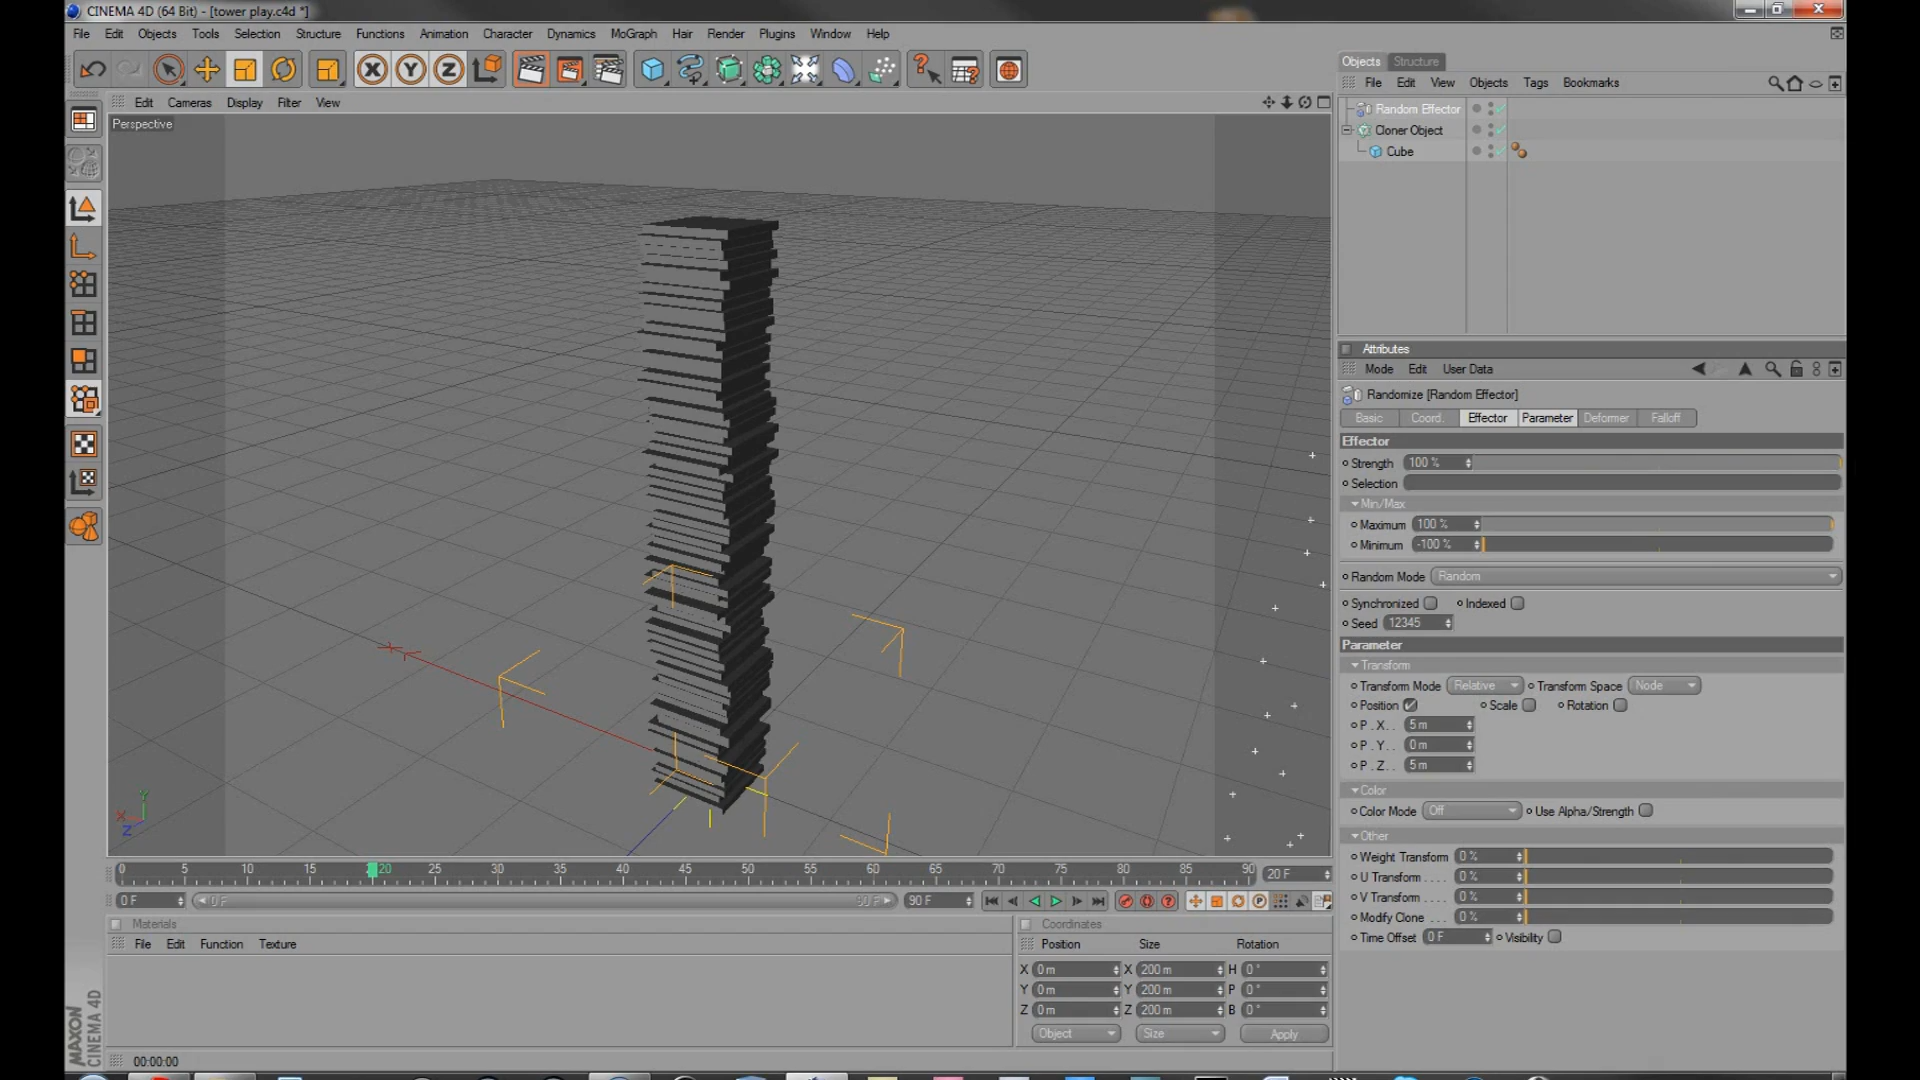 CINEMA 4D (64 Bit) - [tower play.c4d *]
File Edit Objects Tools Selection Structure Functions Animation Character Dynamics MoGraph Hair Render Plugins Window Help
X Y Z
Edit Cameras Display Filter View
Perspective
Objects Structure
File Edit View Objects Tags Bookmarks
Random Effector
Cloner Object
Cube
Attributes
Mode Edit User Data
Randomize [Random Effector]
Basic Coord. Effector Parameter Deformer Falloff
Effector
Strength 100 %
Selection
Min/Max
Maximum 100 %
Minimum -100 %
Random Mode Random
Synchronized Indexed
Seed 12345
Parameter
Transform
Transform Mode Relative Transform Space Node
Position Scale Rotation
P . X . . 5 m
P . Y . . 0 m
P . Z . . 5 m
Color
Color Mode Off Use Alpha/Strength
Other
Weight Transform 0 %
U Transform . . . . 0 %
V Transform . . . . 0 %
Modify Clone . . . 0 %
Time Offset 0 F Visibility
Y
X
Z
0 5 10 15 20 25 30 35 40 45 50 55 60 65 70 75 80 85 90 20 F
0 F 0 F 90 F 90 F
Materials
File Edit Function Texture
Coordinates
Position Size Rotation
X 0 m X 200 m H 0 °
Y 0 m Y 200 m P 0 °
Z 0 m Z 200 m B 0 °
Object Size Apply
MAXON
CINEMA 4D
00:00:00